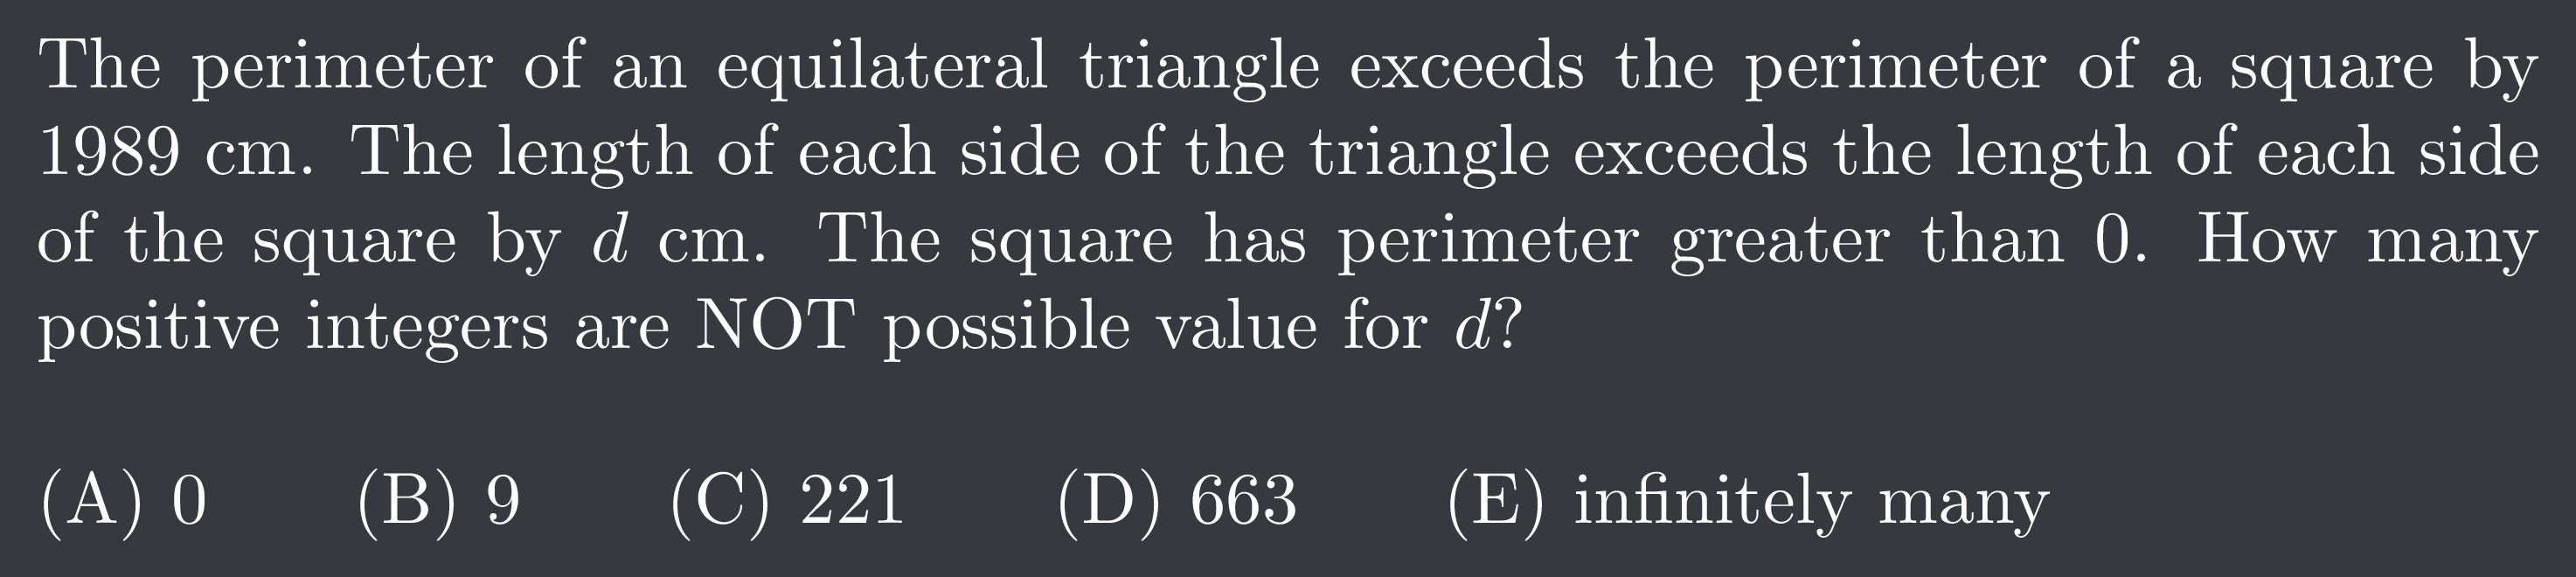 The perimeter of an equilateral triangle exceeds the perimeter of a square by
1989 cm. The length of each side of the triangle exceeds the length of each side
of the square by d cm. The square has perimeter greater than 0. How many
positive integers are NOT possible value for d?
(A) 0 (B) 9 (C) 221 (D) 663 (E) infinitely many